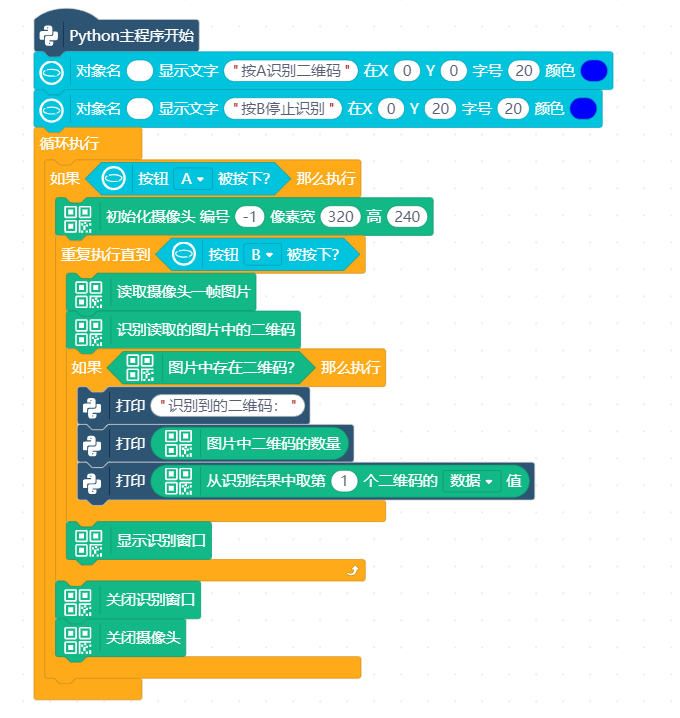 Python主程序开始
对象名 显示文字 "按A识别二维码" 在X 0 Y 0 字号 20 颜色
对象名 显示文字 "按B停止识别" 在X 0 Y 20 字号 20 颜色
循环执行
如果 按钮 A 被按下? 那么执行
初始化摄像头 编号 -1 像素宽 320 高 240
重复执行直到 按钮 B 被按下?
读取摄像头一帧图片
识别读取的图片中的二维码
如果 图片中存在二维码? 那么执行
打印 "识别到的二维码："
打印 图片中二维码的数量
打印 从识别结果中取第 1 个二维码的 数据 值
显示识别窗口
关闭识别窗口
关闭摄像头